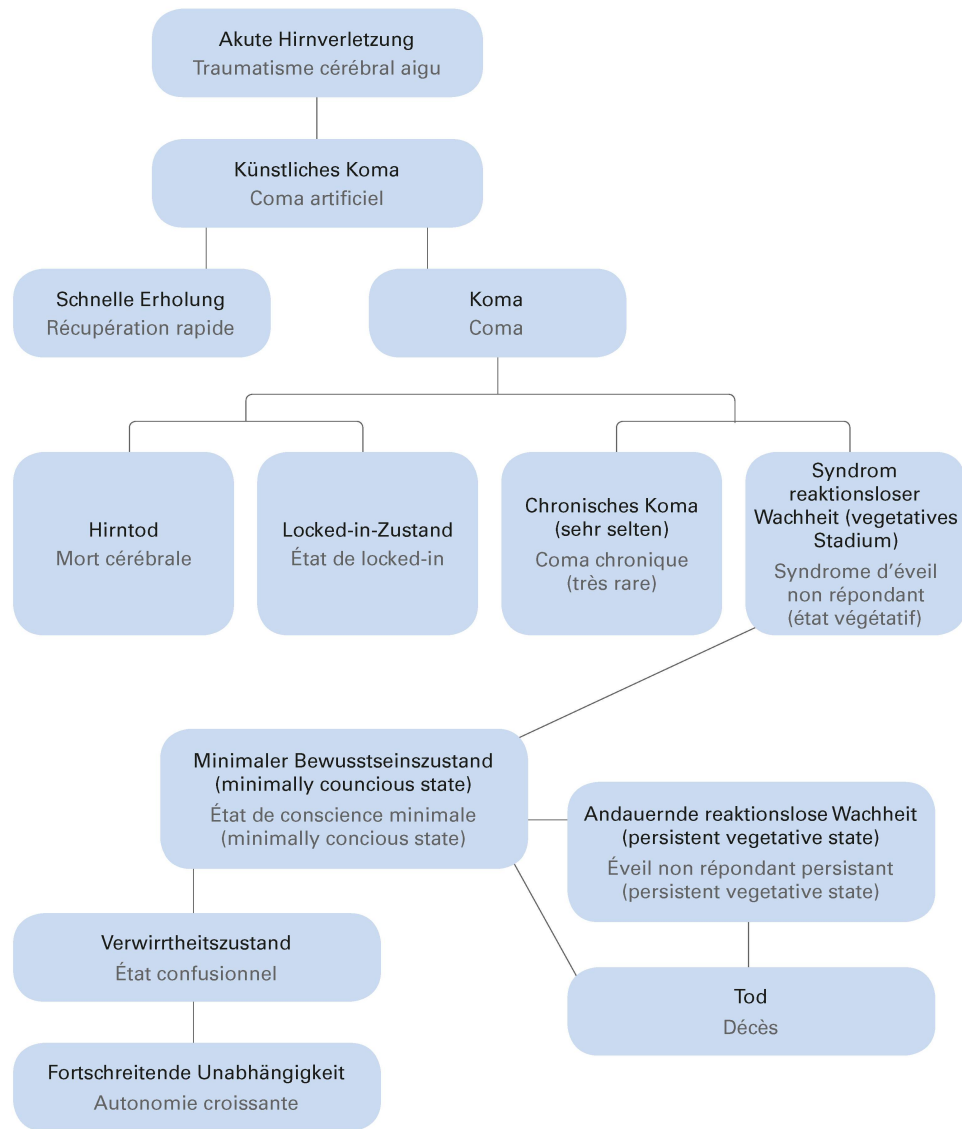 Akute Hirnverletzung
Traumatisme cérébral aigu
Künstliches Koma
Coma artificiel
Schnelle Erholung
Récupération rapide
Koma
Coma
Hirntod
Mort cérébrale
Locked-in-Zustand
État de locked-in
Chronisches Koma
(sehr selten)
Coma chronique
(très rare)
Syndrom
reaktionsloser
Wachheit (vegetatives
Stadium)
Syndrome d'éveil
non répondant
(état végétatif)
Minimaler Bewusstseinszustand
(minimally councious state)
État de conscience minimale
(minimally concious state)
Andauernde reaktionslose Wachheit
(persistent vegetative state)
Éveil non répondant persistant
(persistent vegetative state)
Verwirrtheitszustand
État confusionnel
Tod
Décès
Fortschreitende Unabhängigkeit
Autonomie croissante